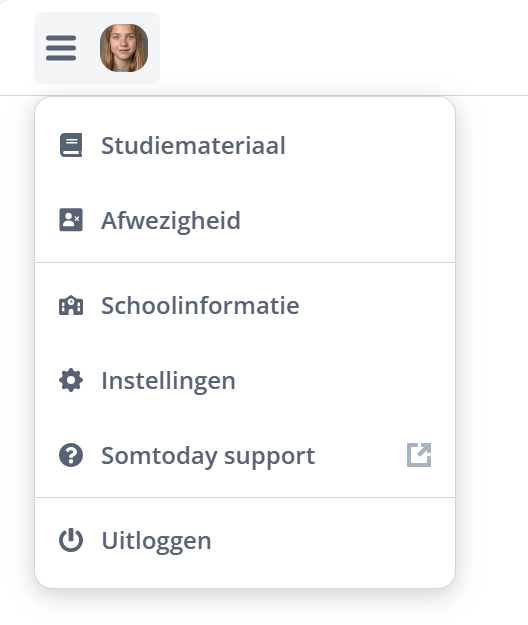 Studiemateriaal
Afwezigheid
Schoolinformatie
Instellingen
Somtoday support
Uitloggen